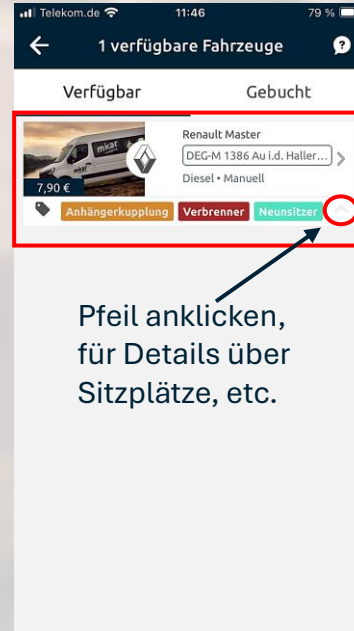 Telekom.de 11:46 79 %
1 verfügbare Fahrzeuge ?
Verfügbar Gebucht
mkar
Renault Master
DEG-M 1386 Au i.d. Haller...
7,90 €
Diesel • Manuell
Anhängerkupplung Verbrenner Neunsitzer
Pfeil anklicken,
für Details über
Sitzplätze, etc.